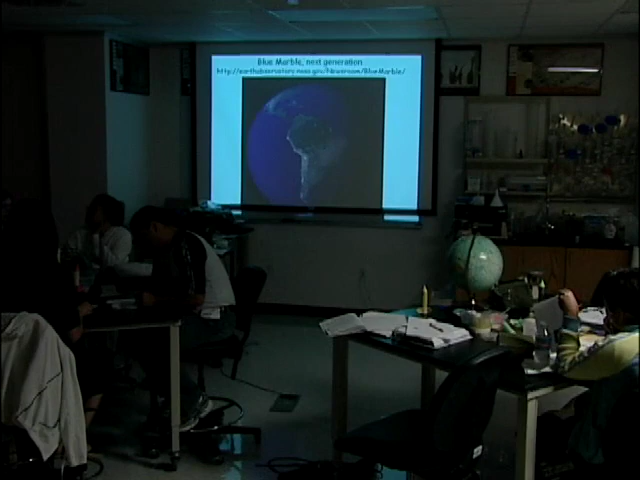 Blue Marble, next generation
http://earthobservatory.nasa.gov/Newsroom/BlueMarble/